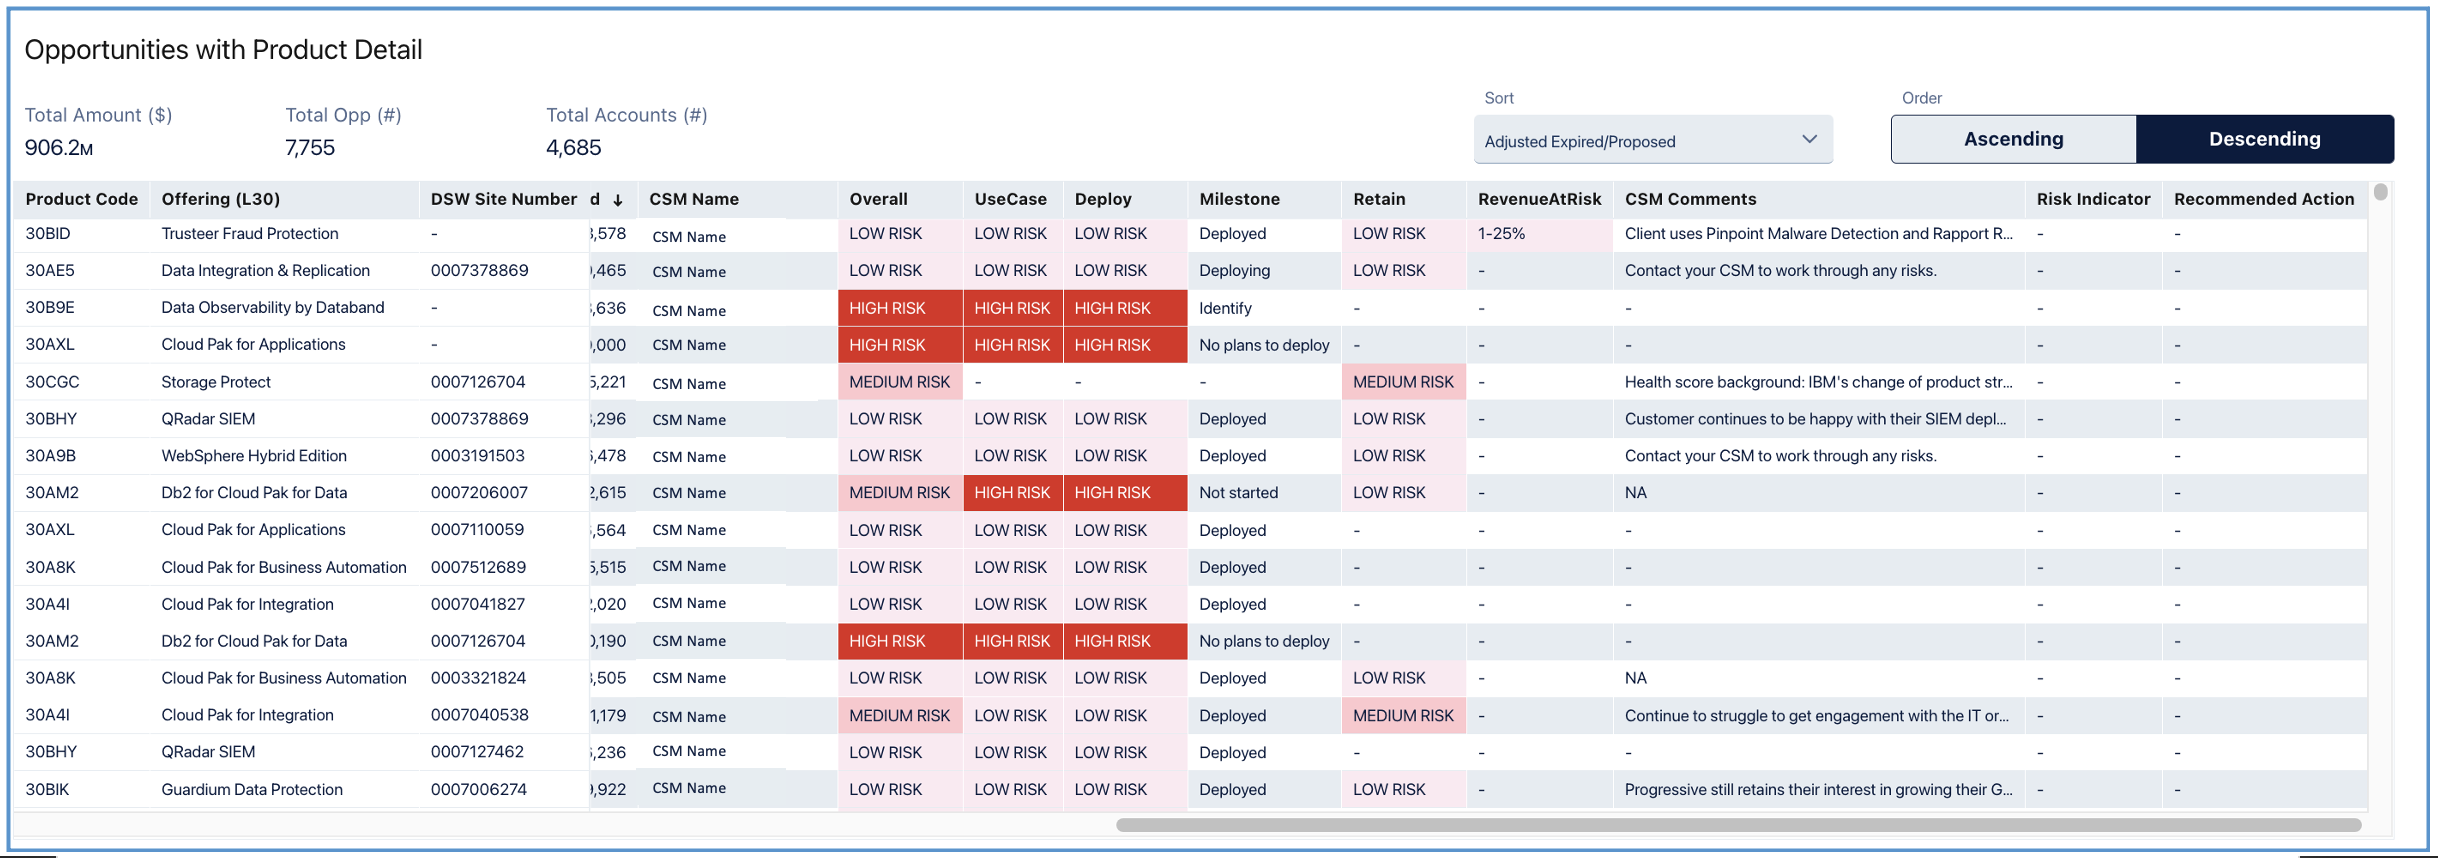 Opportunities with Product Detail
Total Amount ($) Total Opp (#) Total Accounts (#) Sort Order
906.2M 7,755 4,685 Adjusted Expired/Proposed Ascending Descending
Product Code Offering (L30) DSW Site Number d ↓ CSM Name Overall UseCase Deploy Milestone Retain RevenueAtRisk CSM Comments Risk Indicator Recommended Action
30BID Trusteer Fraud Protection - ,578 CSM Name LOW RISK LOW RISK LOW RISK Deployed LOW RISK 1-25% Client uses Pinpoint Malware Detection and Rapport R... - -
30AE5 Data Integration & Replication 0007378869 ,465 CSM Name LOW RISK LOW RISK LOW RISK Deploying LOW RISK - Contact your CSM to work through any risks. - -
30B9E Data Observability by Databand - ,636 CSM Name HIGH RISK HIGH RISK HIGH RISK Identify - - - - -
30AXL Cloud Pak for Applications - ,000 CSM Name HIGH RISK HIGH RISK HIGH RISK No plans to deploy - - - - -
30CGC Storage Protect 0007126704 5,221 CSM Name MEDIUM RISK - - - MEDIUM RISK - Health score background: IBM's change of product str... - -
30BHY QRadar SIEM 0007378869 ,296 CSM Name LOW RISK LOW RISK LOW RISK Deployed LOW RISK - Customer continues to be happy with their SIEM depl... - -
30A9B WebSphere Hybrid Edition 0003191503 ,478 CSM Name LOW RISK LOW RISK LOW RISK Deployed LOW RISK - Contact your CSM to work through any risks. - -
30AM2 Db2 for Cloud Pak for Data 0007206007 2,615 CSM Name MEDIUM RISK HIGH RISK HIGH RISK Not started LOW RISK - NA - -
30AXL Cloud Pak for Applications 0007110059 ,564 CSM Name LOW RISK LOW RISK LOW RISK Deployed - - - - -
30A8K Cloud Pak for Business Automation 0007512689 5,515 CSM Name LOW RISK LOW RISK LOW RISK Deployed - - - - -
30A4I Cloud Pak for Integration 0007041827 ,020 CSM Name LOW RISK LOW RISK LOW RISK Deployed - - - - -
30AM2 Db2 for Cloud Pak for Data 0007126704 ,190 CSM Name HIGH RISK HIGH RISK HIGH RISK No plans to deploy - - - - -
30A8K Cloud Pak for Business Automation 0003321824 ,505 CSM Name LOW RISK LOW RISK LOW RISK Deployed LOW RISK - NA - -
30A4I Cloud Pak for Integration 0007040538 1,179 CSM Name MEDIUM RISK LOW RISK LOW RISK Deployed MEDIUM RISK - Continue to struggle to get engagement with the IT or... - -
30BHY QRadar SIEM 0007127462 ,236 CSM Name LOW RISK LOW RISK LOW RISK Deployed - - - - -
30BIK Guardium Data Protection 0007006274 ,922 CSM Name LOW RISK LOW RISK LOW RISK Deployed LOW RISK - Progressive still retains their interest in growing their G... - -